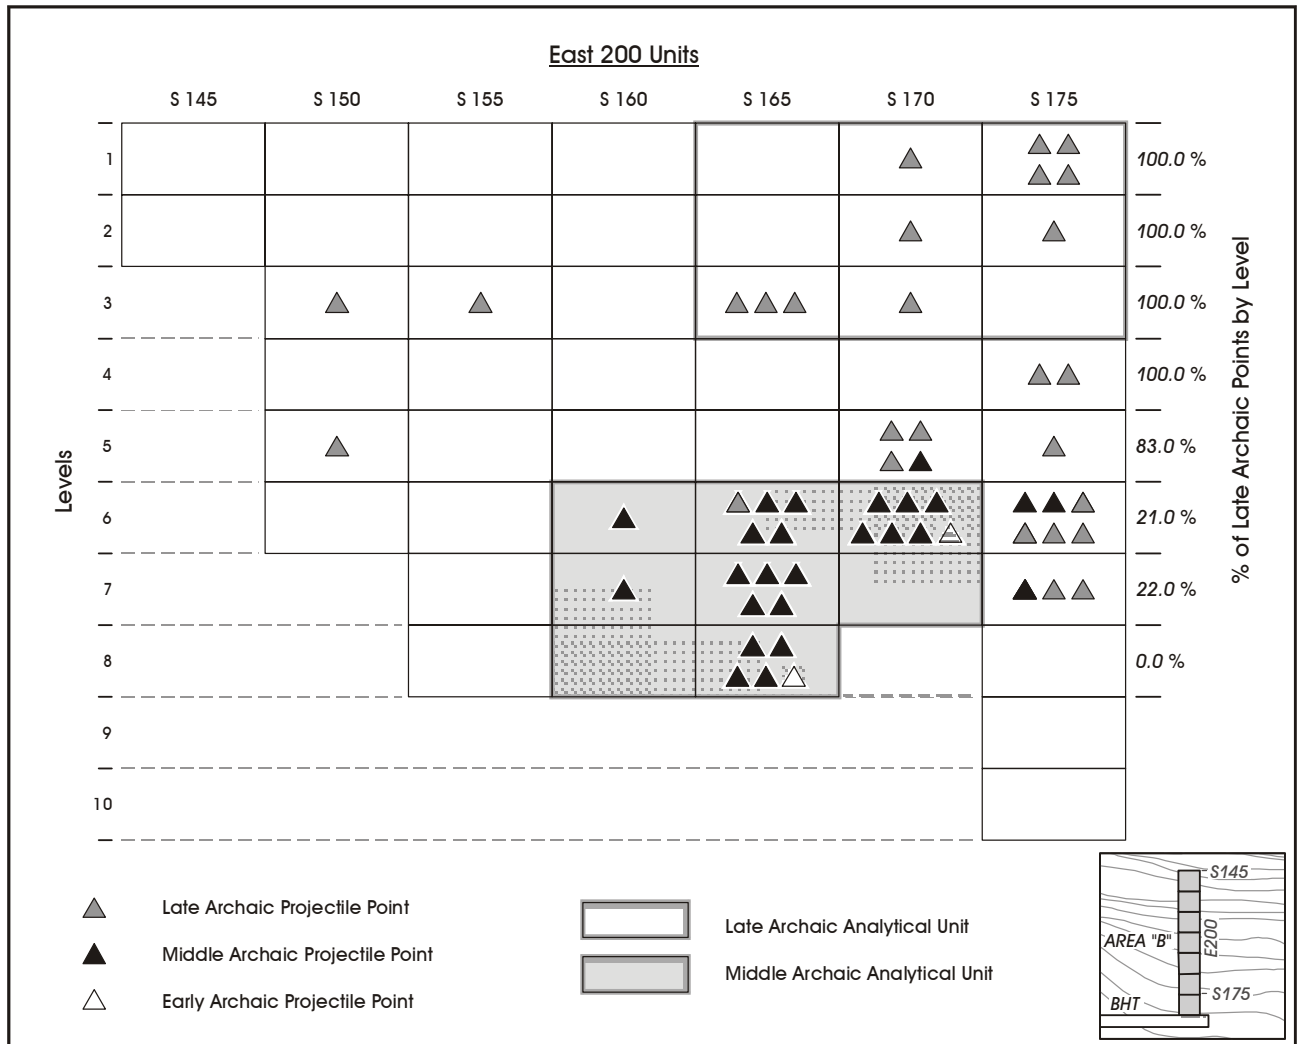 East 200 Units
S 145 S 150 S 155 S 160 S 165 S 170 S 175
1 100.0 %
2 100.0 %
3 100.0 %
4 100.0 %
5 83.0 %
6 21.0 %
7 22.0 %
8 0.0 %
9
10
Levels
% of Late Archaic Points by Level
Late Archaic Projectile Point
Middle Archaic Projectile Point
Early Archaic Projectile Point
Late Archaic Analytical Unit
Middle Archaic Analytical Unit
S145
AREA "B"
E200
S175
BHT